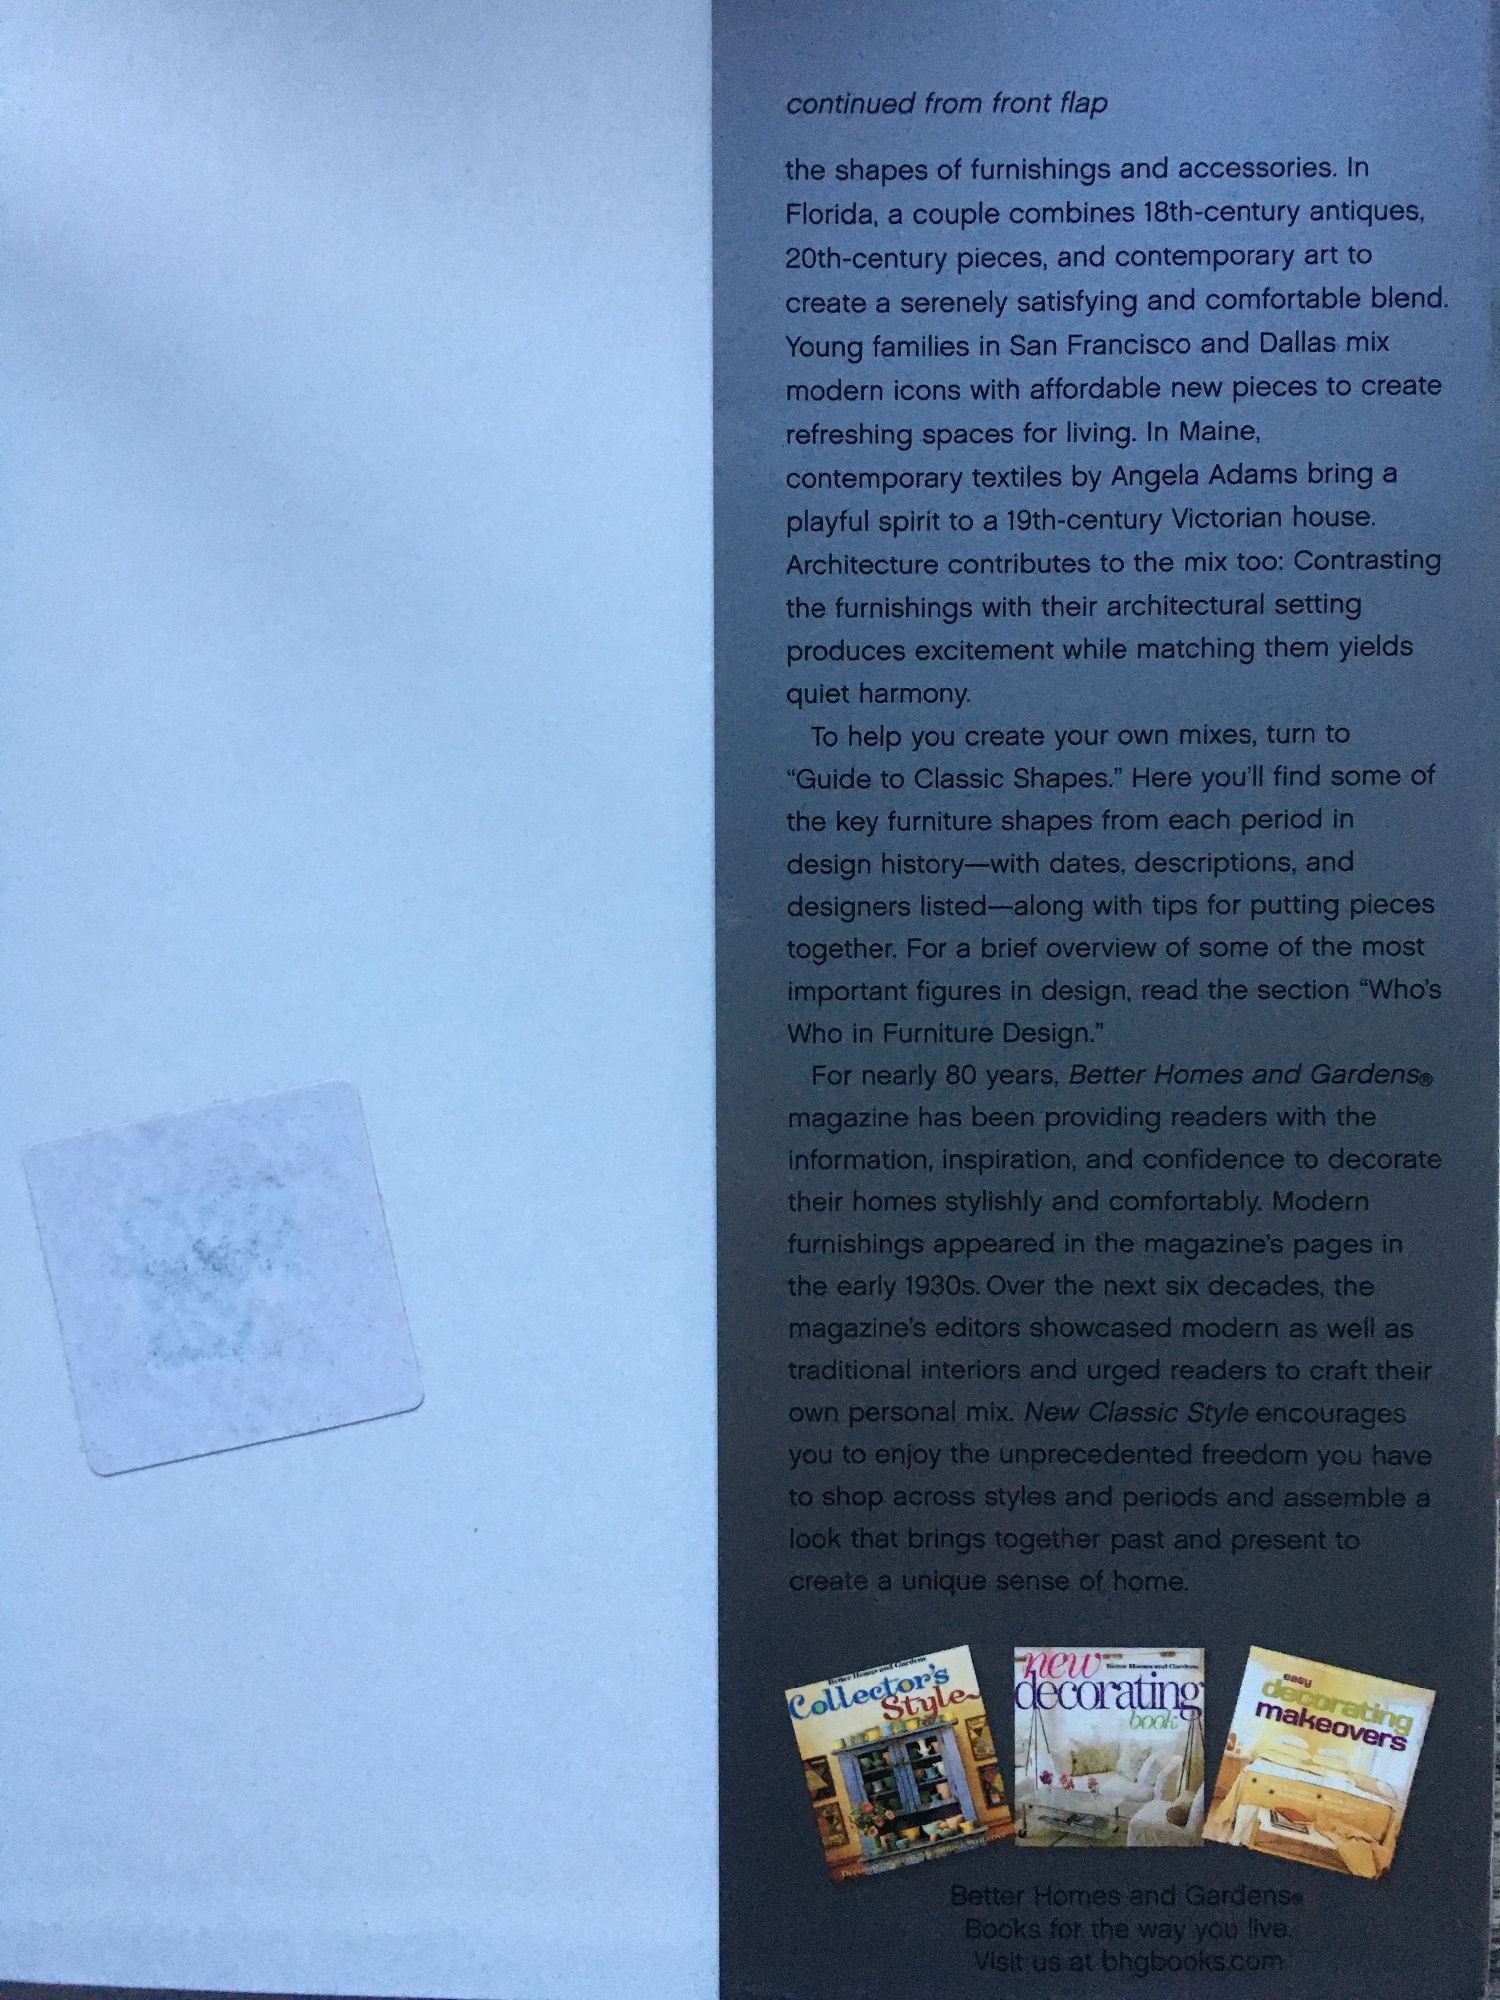 continued from front flap
the shapes of furnishings and accessories. In
Florida, a couple combines 18th-century antiques,
20th-century pieces, and contemporary art to
create a serenely satisfying and comfortable blend.
Young families in San Francisco and Dallas mix
modern icons with affordable new pieces to create
refreshing spaces for living. In Maine,
contemporary textiles by Angela Adams bring a
playful spirit to a 19th-century Victorian house.
Architecture contributes to the mix too: Contrasting
the furnishings with their architectural setting
produces excitement while matching them yields
quiet harmony.
To help you create your own mixes, turn to
“Guide to Classic Shapes.” Here you’ll find some of
the key furniture shapes from each period in
design history—with dates, descriptions, and
designers listed—along with tips for putting pieces
together. For a brief overview of some of the most
important figures in design, read the section “Who’s
Who in Furniture Design.”
For nearly 80 years, Better Homes and Gardens®
magazine has been providing readers with the
information, inspiration, and confidence to decorate
their homes stylishly and comfortably. Modern
furnishings appeared in the magazine’s pages in
the early 1930s. Over the next six decades, the
magazine’s editors showcased modern as well as
traditional interiors and urged readers to craft their
own personal mix. New Classic Style encourages
you to enjoy the unprecedented freedom you have
to shop across styles and periods and assemble a
look that brings together past and present to
create a unique sense of home.
Better Homes and Gardens
Collector's
Style
new
Better Homes and Gardens
decorating
book
easy
decorating
makeovers
Better Homes and Gardens®
Books for the way you live.
Visit us at bhgbooks.com